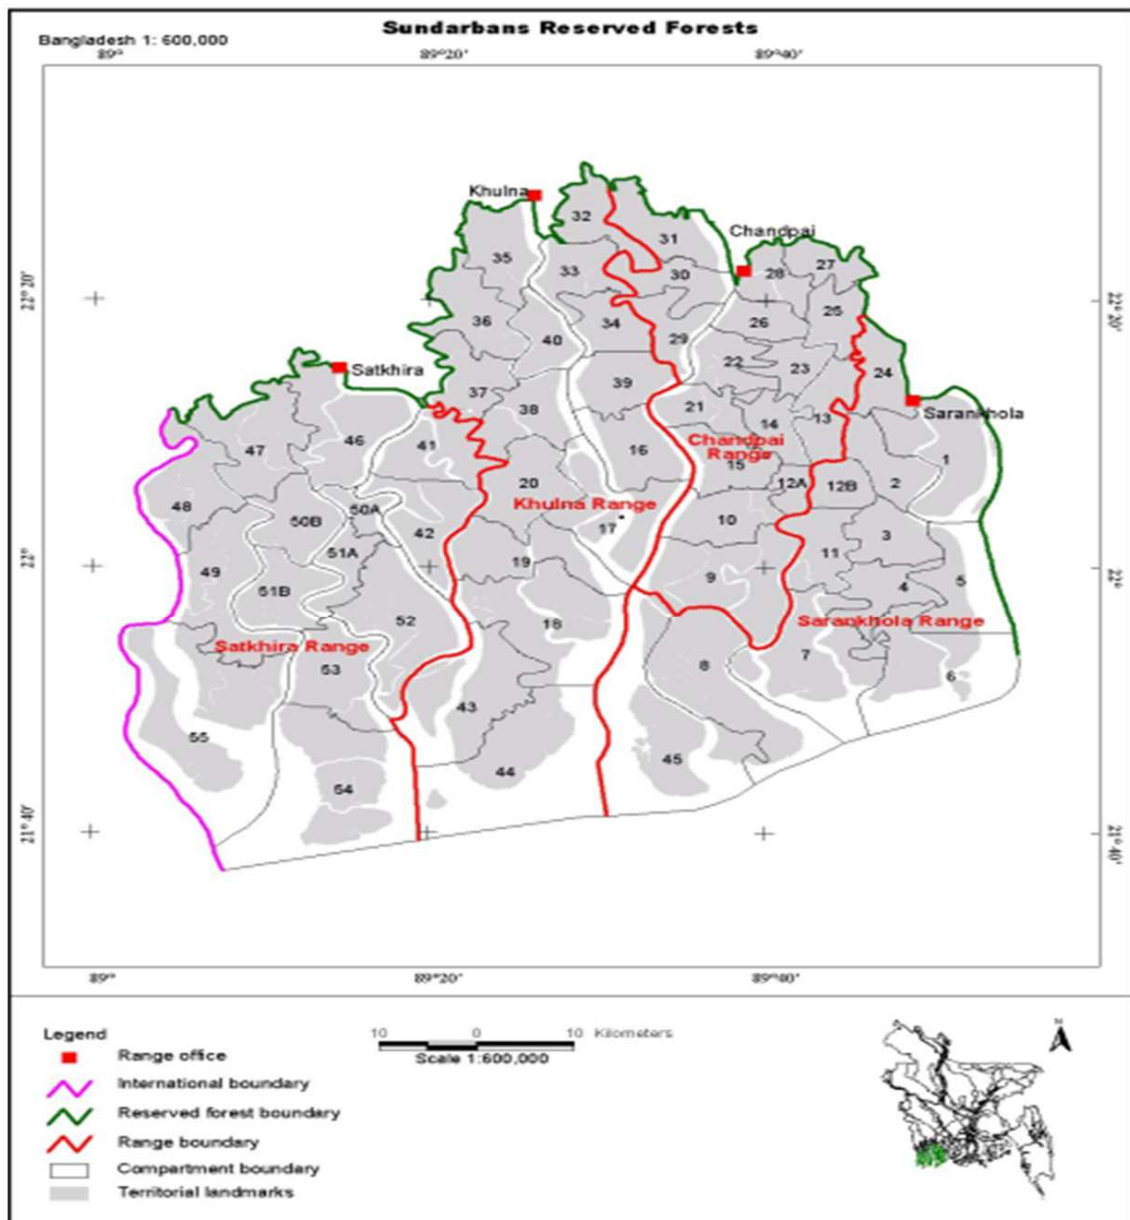 Sundarbans Reserved Forests
Bangladesh 1: 600,000
89° 89°20' 89°40'
Khulna
32
31
Chandpai
35 33 30 28 27
22° 20' 22° 20'
36 40 34 29 26 25
Satkhira
37 39 22 23 24
38 21 14 13 Sarankhola
47 46 41 16 Chandpai
Range
15 1
48 20 12A 12B 2
50B 50A Khulna Range
42 17 10 3
51A
49 19 9 11 4 5
22° 22°
51B 52 18 Sarankhola Range
Satkhira Range
53 8 7 6
43
55 44 45
54
21° 40' 21° 40'
89° 89°20' 89°40'
Legend
Range office
International boundary
Reserved forest boundary
Range boundary
Compartment boundary
Territorial landmarks
10 0 10 Kilometers
Scale 1:600,000
N